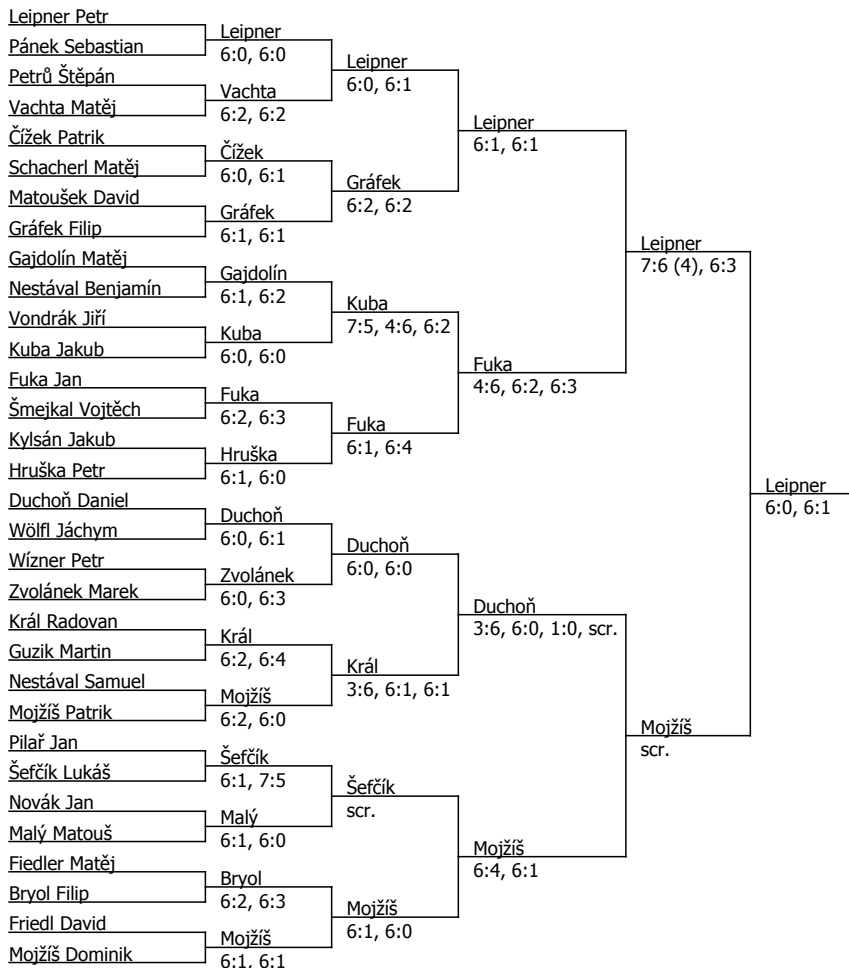 Leipner Petr
Pánek Sebastian
Petrů Štěpán
Vachta Matěj
Čížek Patrik
Schacherl Matěj
Matoušek David
Gráfek Filip
Gajdolín Matěj
Nestával Benjamín
Vondrák Jiří
Kuba Jakub
Fuka Jan
Šmejkal Vojtěch
Kylsán Jakub
Hruška Petr
Duchoň Daniel
Wölfl Jáchym
Wízner Petr
Zvolánek Marek
Král Radovan
Guzik Martin
Nestával Samuel
Mojžíš Patrik
Pilař Jan
Šefčík Lukáš
Novák Jan
Malý Matouš
Fiedler Matěj
Bryol Filip
Friedl David
Mojžíš Dominik
Leipner
6:0, 6:0
Vachta
6:2, 6:2
Čížek
6:0, 6:1
Gráfek
6:1, 6:1
Gajdolín
6:1, 6:2
Kuba
6:0, 6:0
Fuka
6:2, 6:3
Hruška
6:1, 6:0
Duchoň
6:0, 6:1
Zvolánek
6:0, 6:3
Král
6:2, 6:4
Mojžíš
6:2, 6:0
Šefčík
6:1, 7:5
Malý
6:1, 6:0
Bryol
6:2, 6:3
Mojžíš
6:1, 6:1
Leipner
6:0, 6:1
Gráfek
6:2, 6:2
Kuba
7:5, 4:6, 6:2
Fuka
6:1, 6:4
Duchoň
6:0, 6:0
Král
3:6, 6:1, 6:1
Šefčík
scr.
Mojžíš
6:1, 6:0
Leipner
6:1, 6:1
Fuka
4:6, 6:2, 6:3
Duchoň
3:6, 6:0, 1:0, scr.
Mojžíš
6:4, 6:1
Leipner
7:6 (4), 6:3
Mojžíš
scr.
Leipner
6:0, 6:1